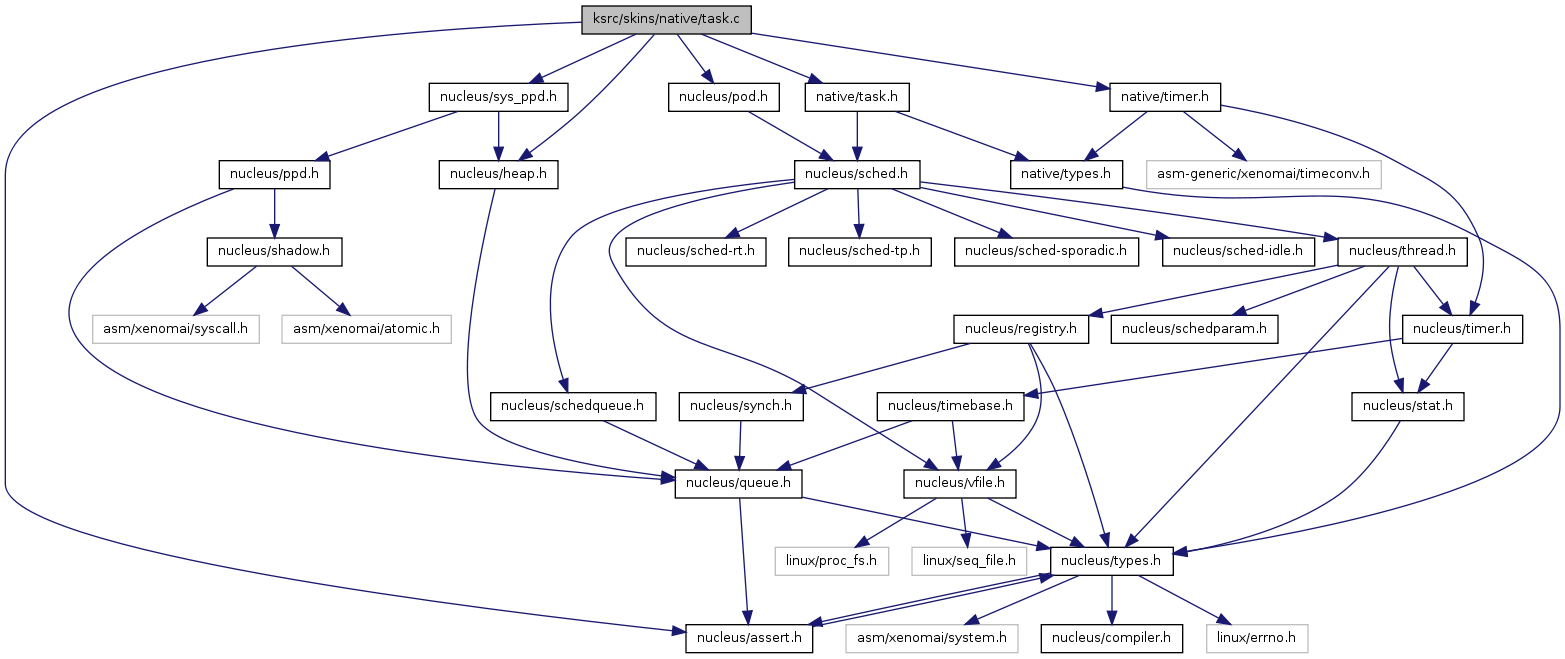 ksrc/skins/native/task.c
nucleus/sys_ppd.h
nucleus/pod.h
native/task.h
native/timer.h
nucleus/ppd.h
nucleus/heap.h
nucleus/sched.h
native/types.h
asm-generic/xenomai/timeconv.h
nucleus/shadow.h
nucleus/sched-rt.h
nucleus/sched-tp.h
nucleus/sched-sporadic.h
nucleus/sched-idle.h
nucleus/thread.h
asm/xenomai/syscall.h
asm/xenomai/atomic.h
nucleus/registry.h
nucleus/schedparam.h
nucleus/timer.h
nucleus/schedqueue.h
nucleus/synch.h
nucleus/timebase.h
nucleus/stat.h
nucleus/queue.h
nucleus/vfile.h
linux/proc_fs.h
linux/seq_file.h
nucleus/types.h
nucleus/assert.h
asm/xenomai/system.h
nucleus/compiler.h
linux/errno.h